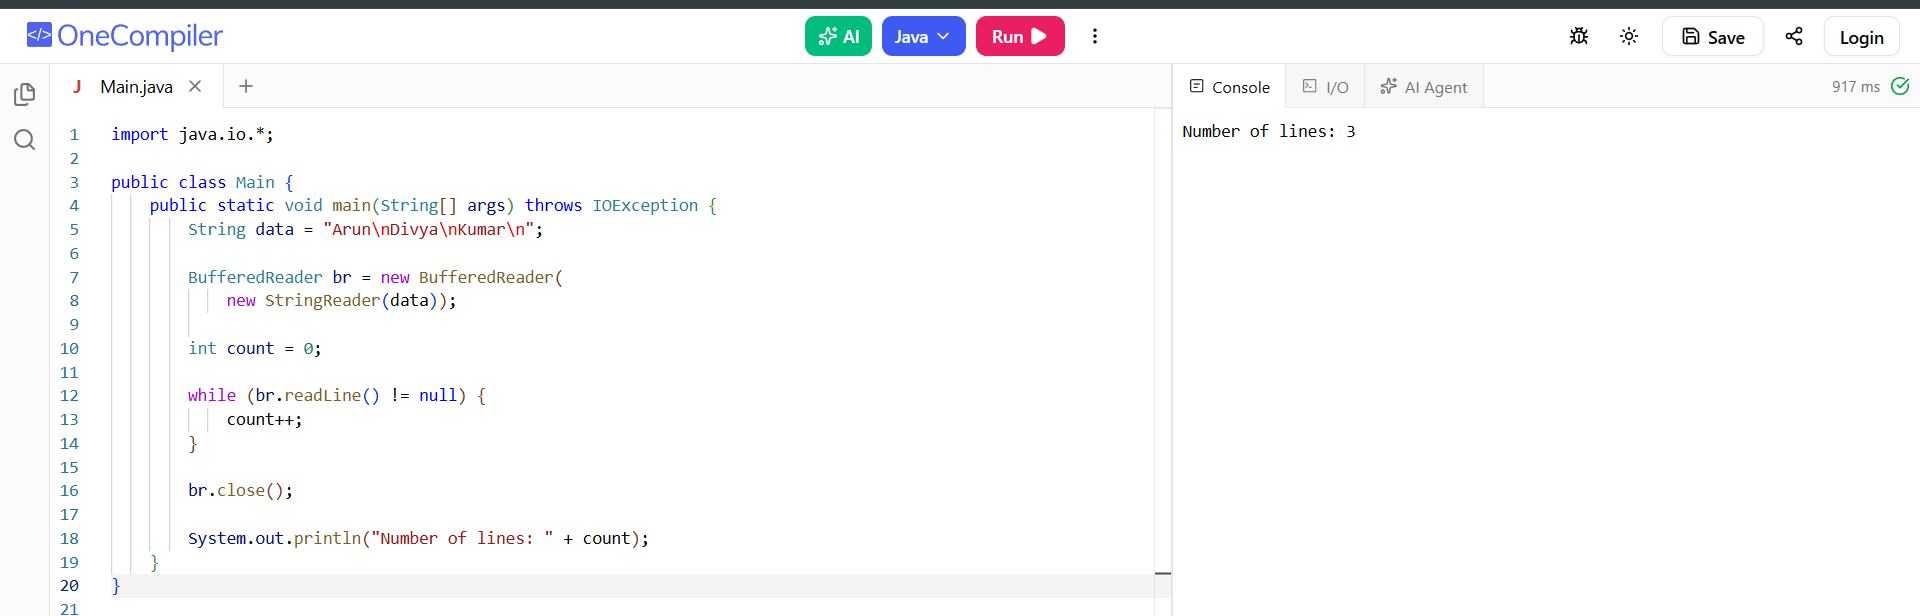 </> OneCompiler
AI
Java
Run
Save
Login
J Main.java
Console
I/O
AI Agent
917 ms
1 import java.io.*;
2
3 public class Main {
4 public static void main(String[] args) throws IOException {
5 String data = "Arun\nDivya\nKumar\n";
6
7 BufferedReader br = new BufferedReader(
8 new StringReader(data));
9
10 int count = 0;
11
12 while (br.readLine() != null) {
13 count++;
14 }
15
16 br.close();
17
18 System.out.println("Number of lines: " + count);
19 }
20 }
21
Number of lines: 3